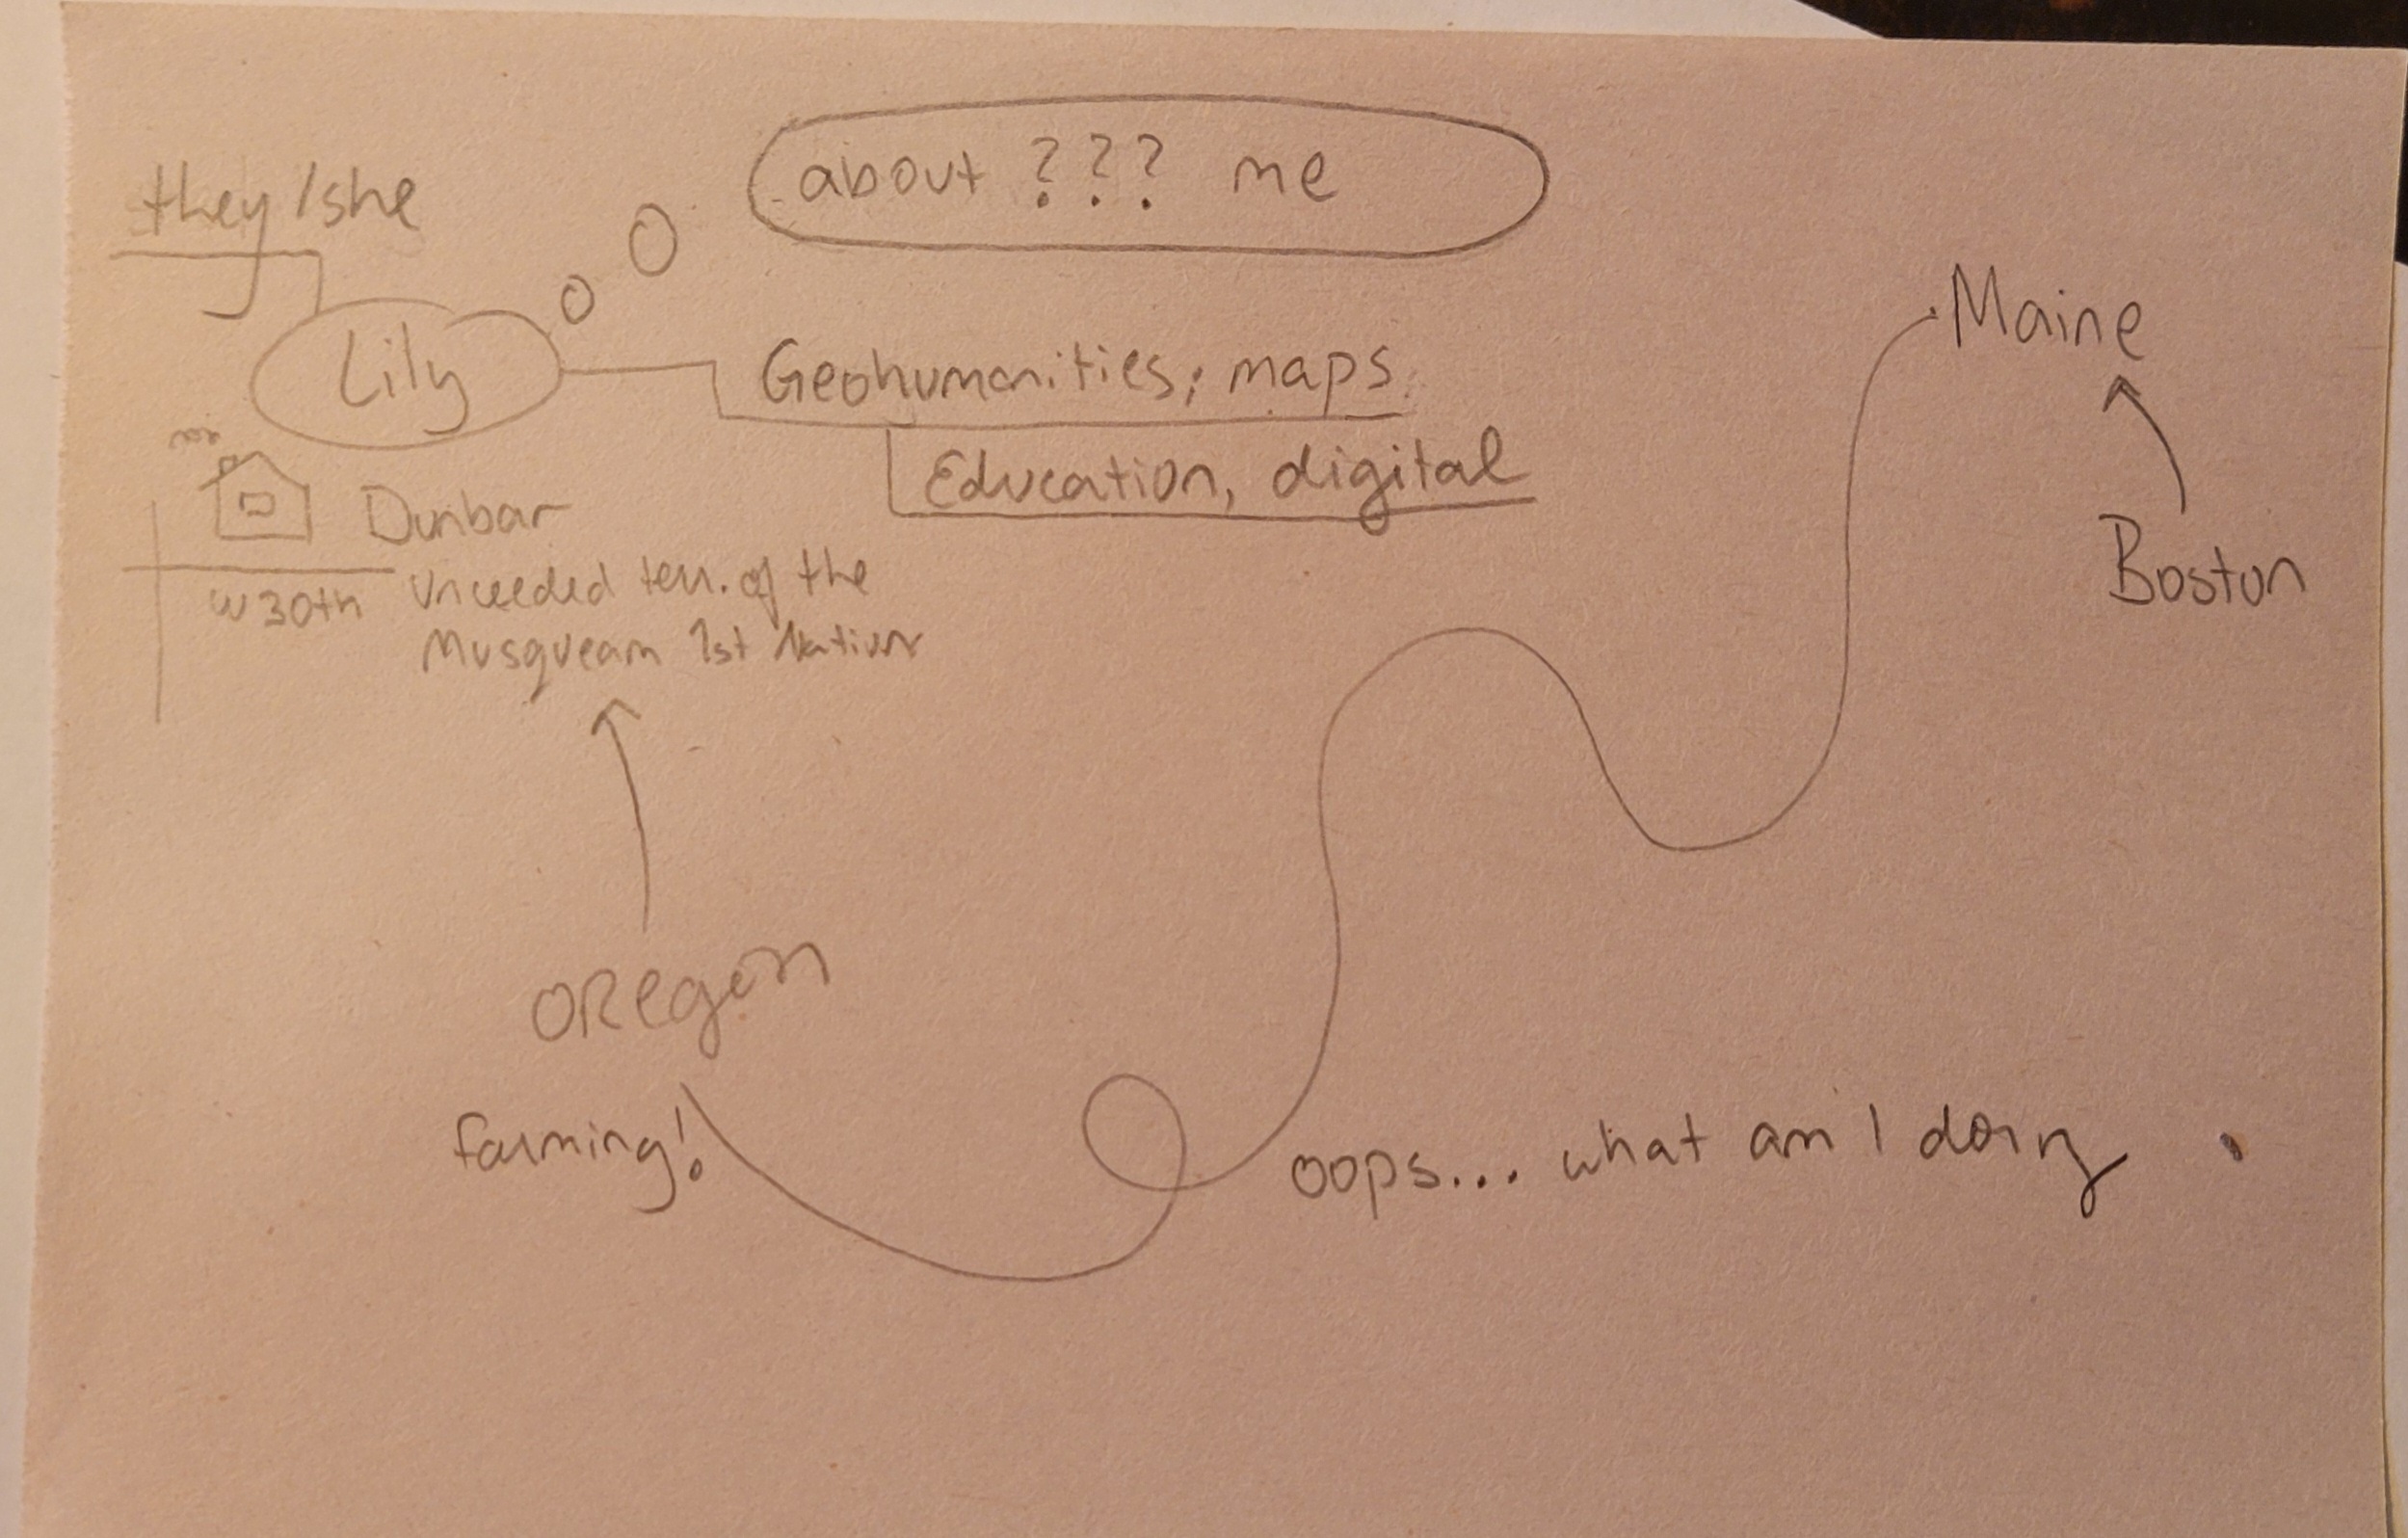 about ??? me
they/she
Lily
Geohumanities; maps
Education, digital
Dunbar
W 30th
Unceeded terr. of the
Musqueam 1st Nation
Maine
Boston
OREgon
farming!
oops... what am I doing